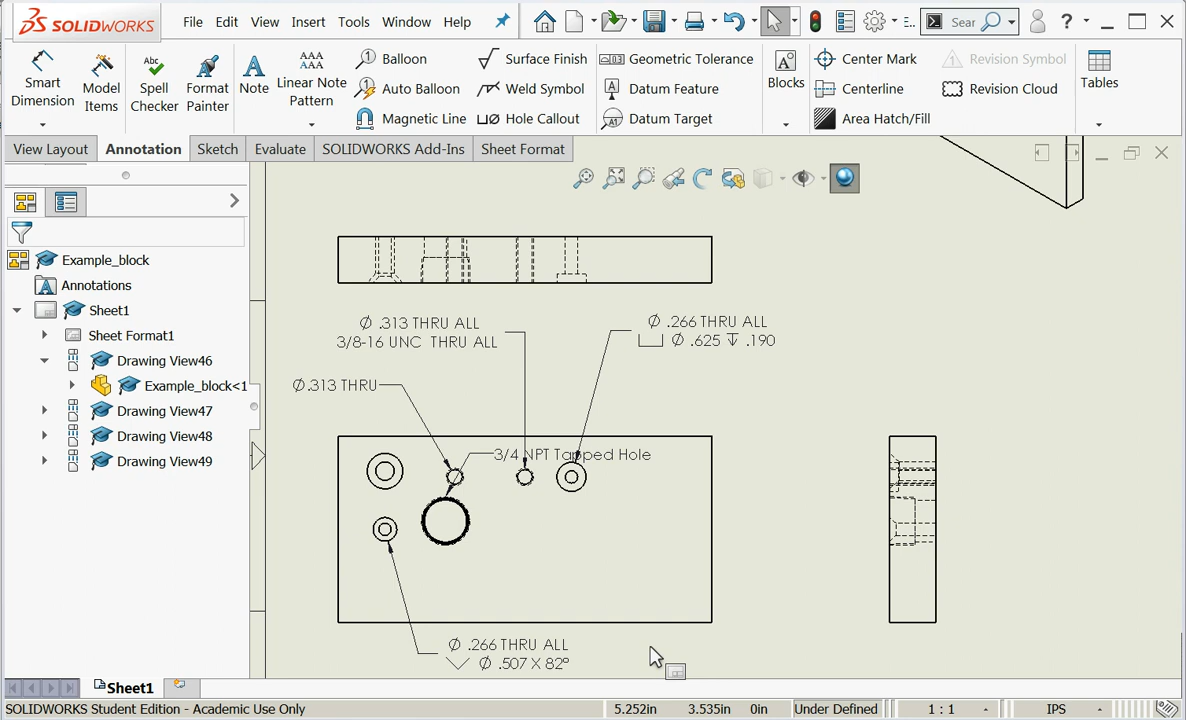 SOLIDWORKS
File Edit View Insert Tools Window Help
Sear
?
Smart Dimension
Model Items
Spell Checker
Format Painter
Note
Linear Note Pattern
Balloon
Auto Balloon
Magnetic Line
Surface Finish
Weld Symbol
Hole Callout
Geometric Tolerance
Datum Feature
Datum Target
Blocks
Center Mark
Centerline
Area Hatch/Fill
Revision Symbol
Revision Cloud
Tables
View Layout Annotation Sketch Evaluate SOLIDWORKS Add-Ins Sheet Format
Example_block
Annotations
Sheet1
Sheet Format1
Drawing View46
Example_block<1
Drawing View47
Drawing View48
Drawing View49
Ø .313 THRU ALL
3/8-16 UNC THRU ALL
Ø .266 THRU ALL
⌴ Ø .625 ↧ .190
Ø.313 THRU
3/4 NPT Tapped Hole
Ø .266 THRU ALL
⌵ Ø .507 X 82°
Sheet1
SOLIDWORKS Student Edition - Academic Use Only 5.252in 3.535in 0in Under Defined 1 : 1 IPS